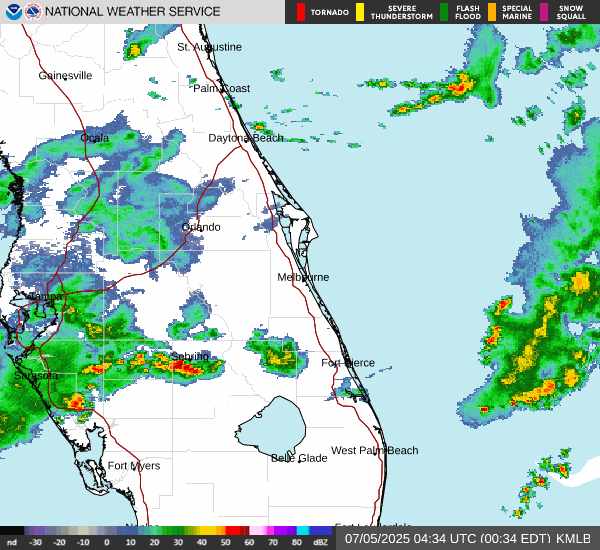 NATIONAL WEATHER SERVICE
TORNADO
SEVERE THUNDERSTORM
FLASH FLOOD
SPECIAL MARINE
SNOW SQUALL
St. Augustine
Gainesville
Palm Coast
Ocala
Daytona Beach
Orlando
Melbourne
Tampa
Sebring
Fort Pierce
Sarasota
West Palm Beach
Belle Glade
Fort Myers
Fort Lauderdale
nd -30 -20 -10 0 10 20 30 40 50 60 70 80 dBZ
07/05/2025 04:34 UTC (00:34 EDT) KMLB